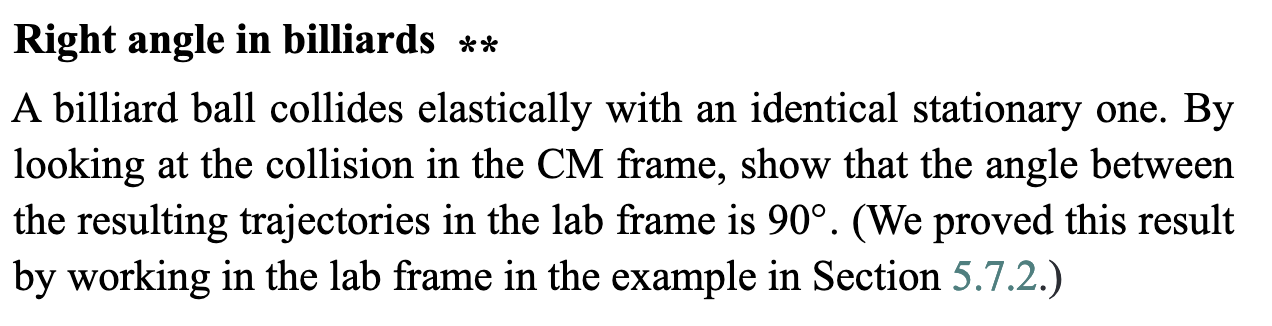 Right angle in billiards **
A billiard ball collides elastically with an identical stationary one. By
looking at the collision in the CM frame, show that the angle between
the resulting trajectories in the lab frame is 90°. (We proved this result
by working in the lab frame in the example in Section 5.7.2.)